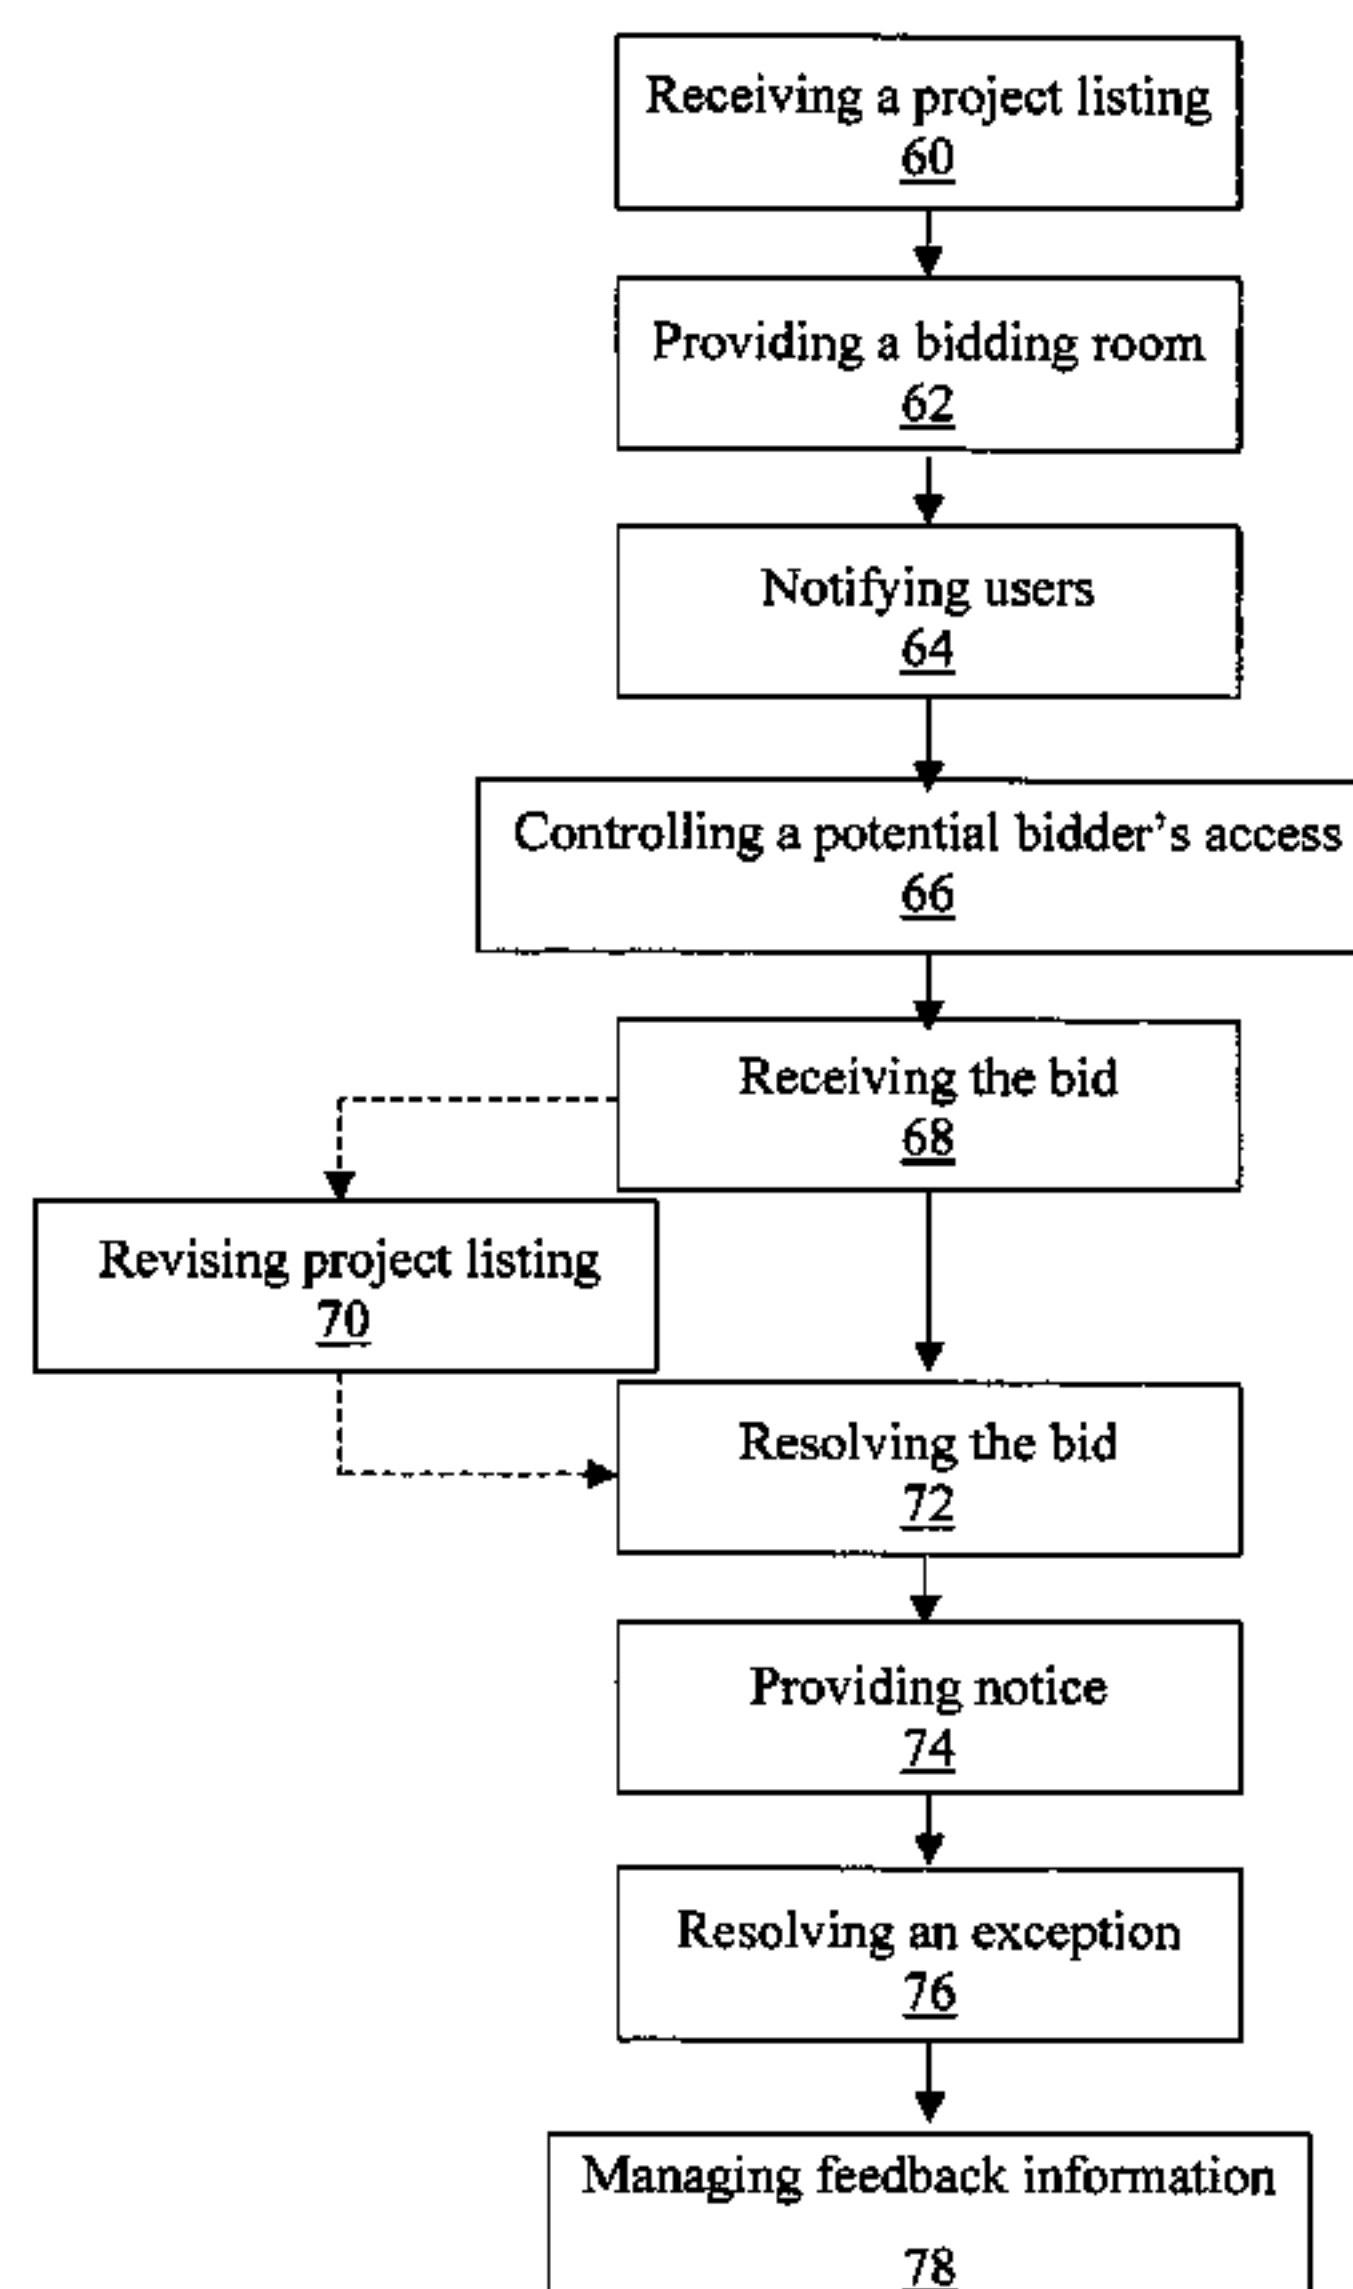 Receiving a project listing
60
Providing a bidding room
62
Notifying users
64
Controlling a potential bidder's access
66
Receiving the bid
68
Revising project listing
70
Resolving the bid
72
Providing notice
74
Resolving an exception
76
Managing feedback information
78